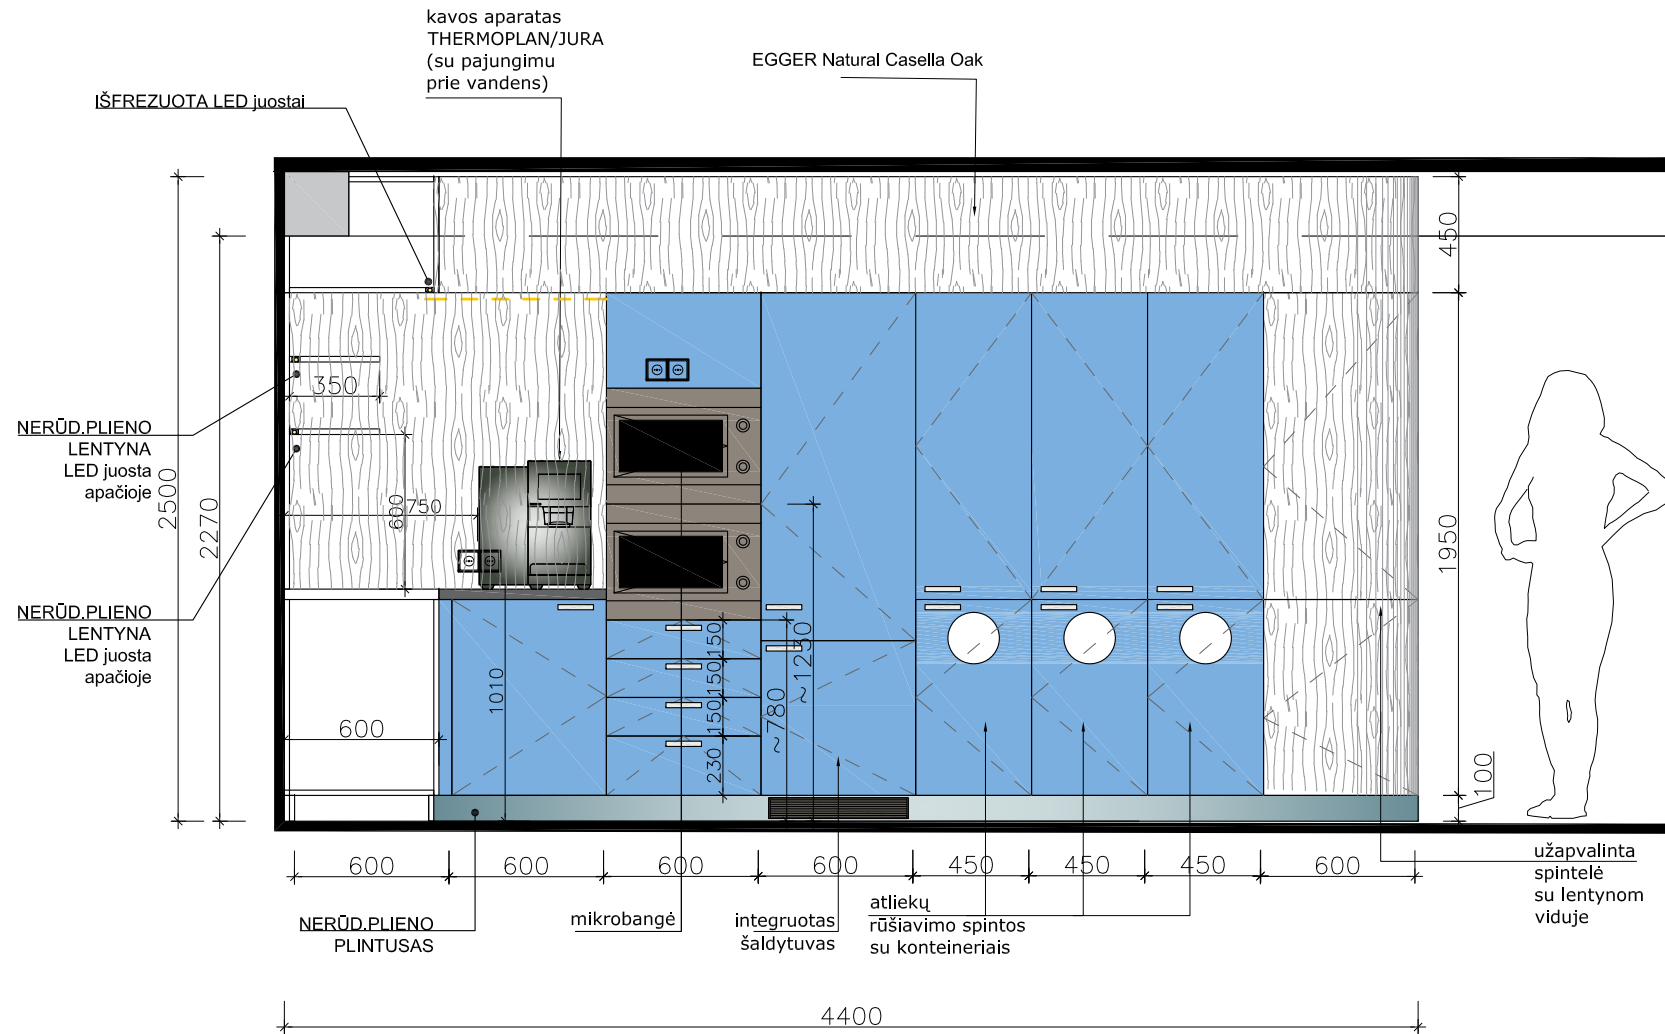 kavos aparatas
THERMOPLAN/JURA
(su pajungimu
prie vandens)
EGGER Natural Casella Oak
IŠFREZUOTA LED juostai
450
350
NERŪD.PLIENO
LENTYNA
LED juosta
apačioje
2500
2270
600
750
1950
NERŪD.PLIENO
LENTYNA
LED juosta
apačioje
1010
150
150
150
230
~780
~1250
600
100
600
600
600
600
450
450
450
600
užapvalinta
spintelė
su lentynom
viduje
NERŪD.PLIENO
PLINTUSAS
mikrobangė
integruotas
šaldytuvas
atliekų
rūšiavimo spintos
su konteineriais
4400